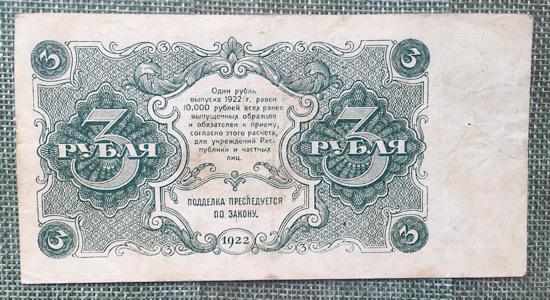 3 3
Один рубль
выпуска 1922 г. равен
10,000 рублей всех ранее
выпущенных образцов
и обязателен к приему,
согласно этого расчета,
для учреждений Рес-
публики и частных
лиц.
3 РУБЛЯ
3 РУБЛЯ
ПОДДЕЛКА ПРЕСЛЕДУЕТСЯ
ПО ЗАКОНУ.
3 1922 3